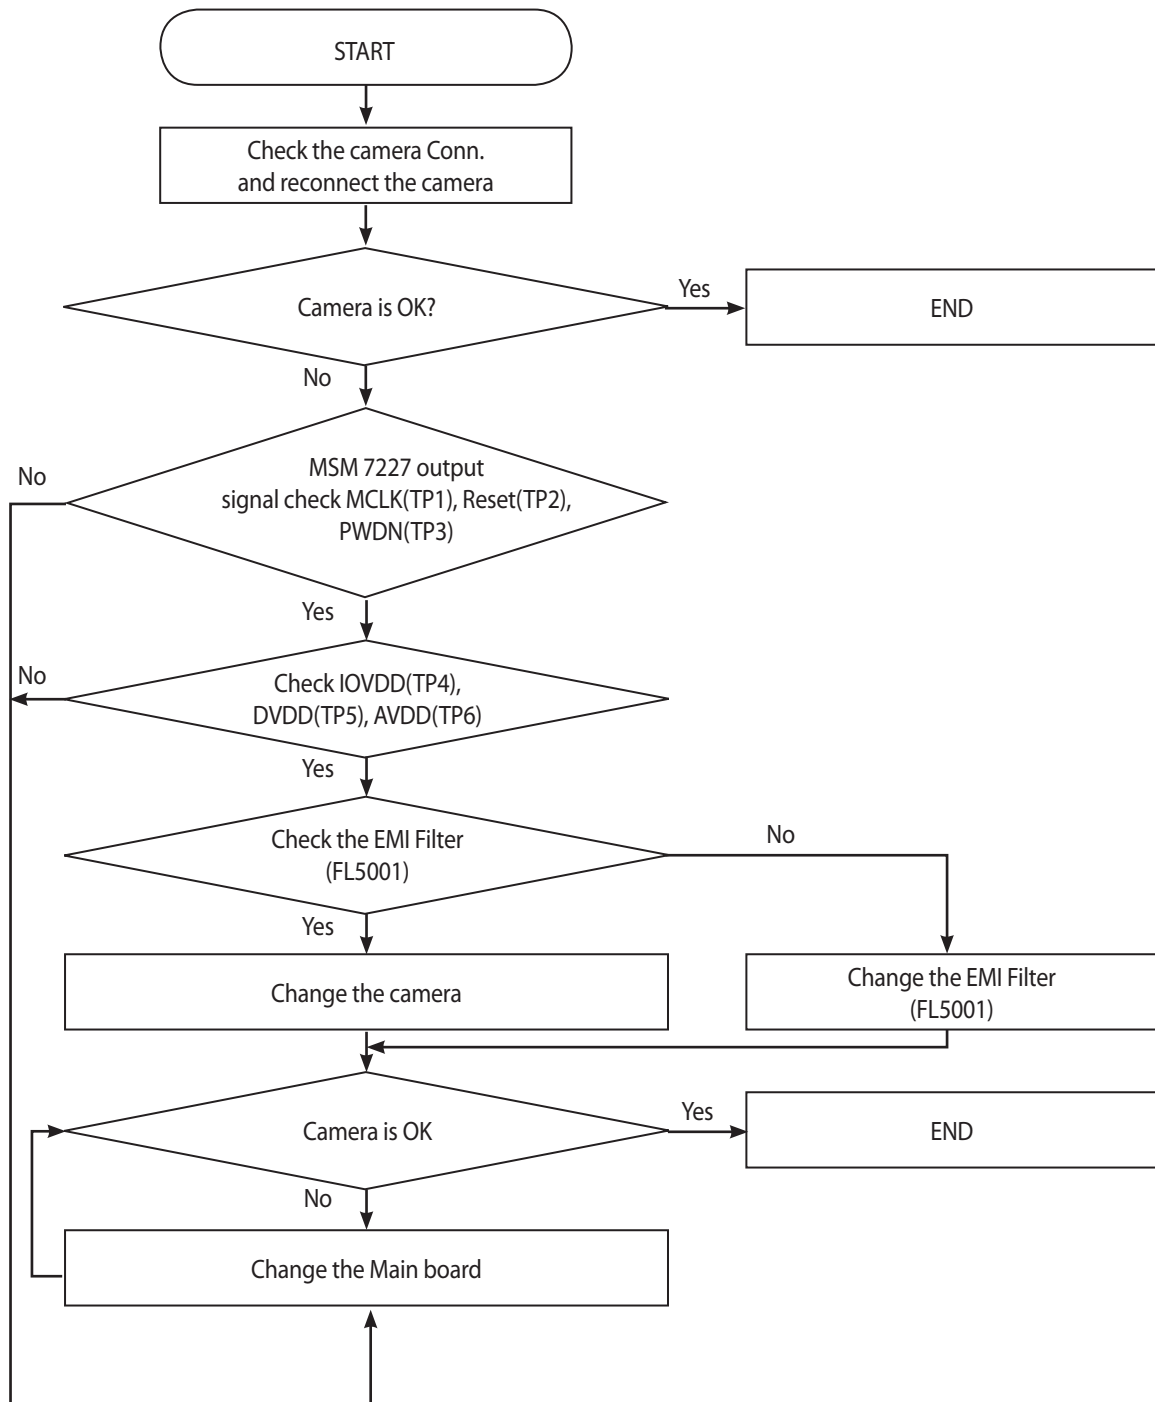 START
Check the camera Conn.
and reconnect the camera
Camera is OK?
Yes
END
No
MSM 7227 output
signal check MCLK(TP1), Reset(TP2),
PWDN(TP3)
No
Yes
Check IOVDD(TP4),
DVDD(TP5), AVDD(TP6)
No
Yes
Check the EMI Filter
(FL5001)
No
Yes
Change the camera
Change the EMI Filter
(FL5001)
Camera is OK
Yes
END
No
Change the Main board